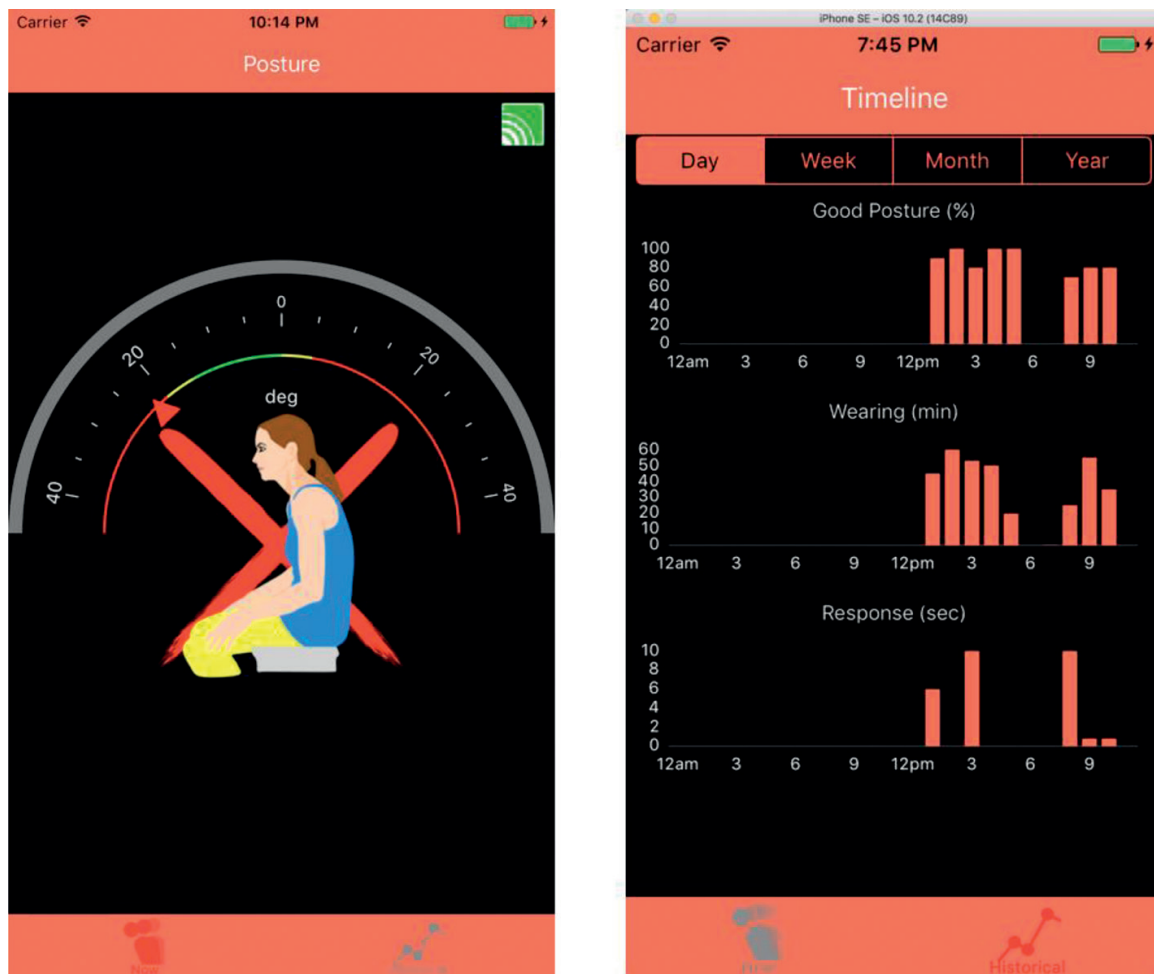 Carrier
10:14 PM
Posture
0
20
20
40
40
deg
Now
iPhone SE – iOS 10.2 (14C89)
Carrier
7:45 PM
Timeline
Day Week Month Year
Good Posture (%)
100
80
60
40
20
0
12am 3 6 9 12pm 3 6 9
Wearing (min)
60
50
40
30
20
10
0
12am 3 6 9 12pm 3 6 9
Response (sec)
10
8
6
4
2
0
12am 3 6 9 12pm 3 6 9
Historical